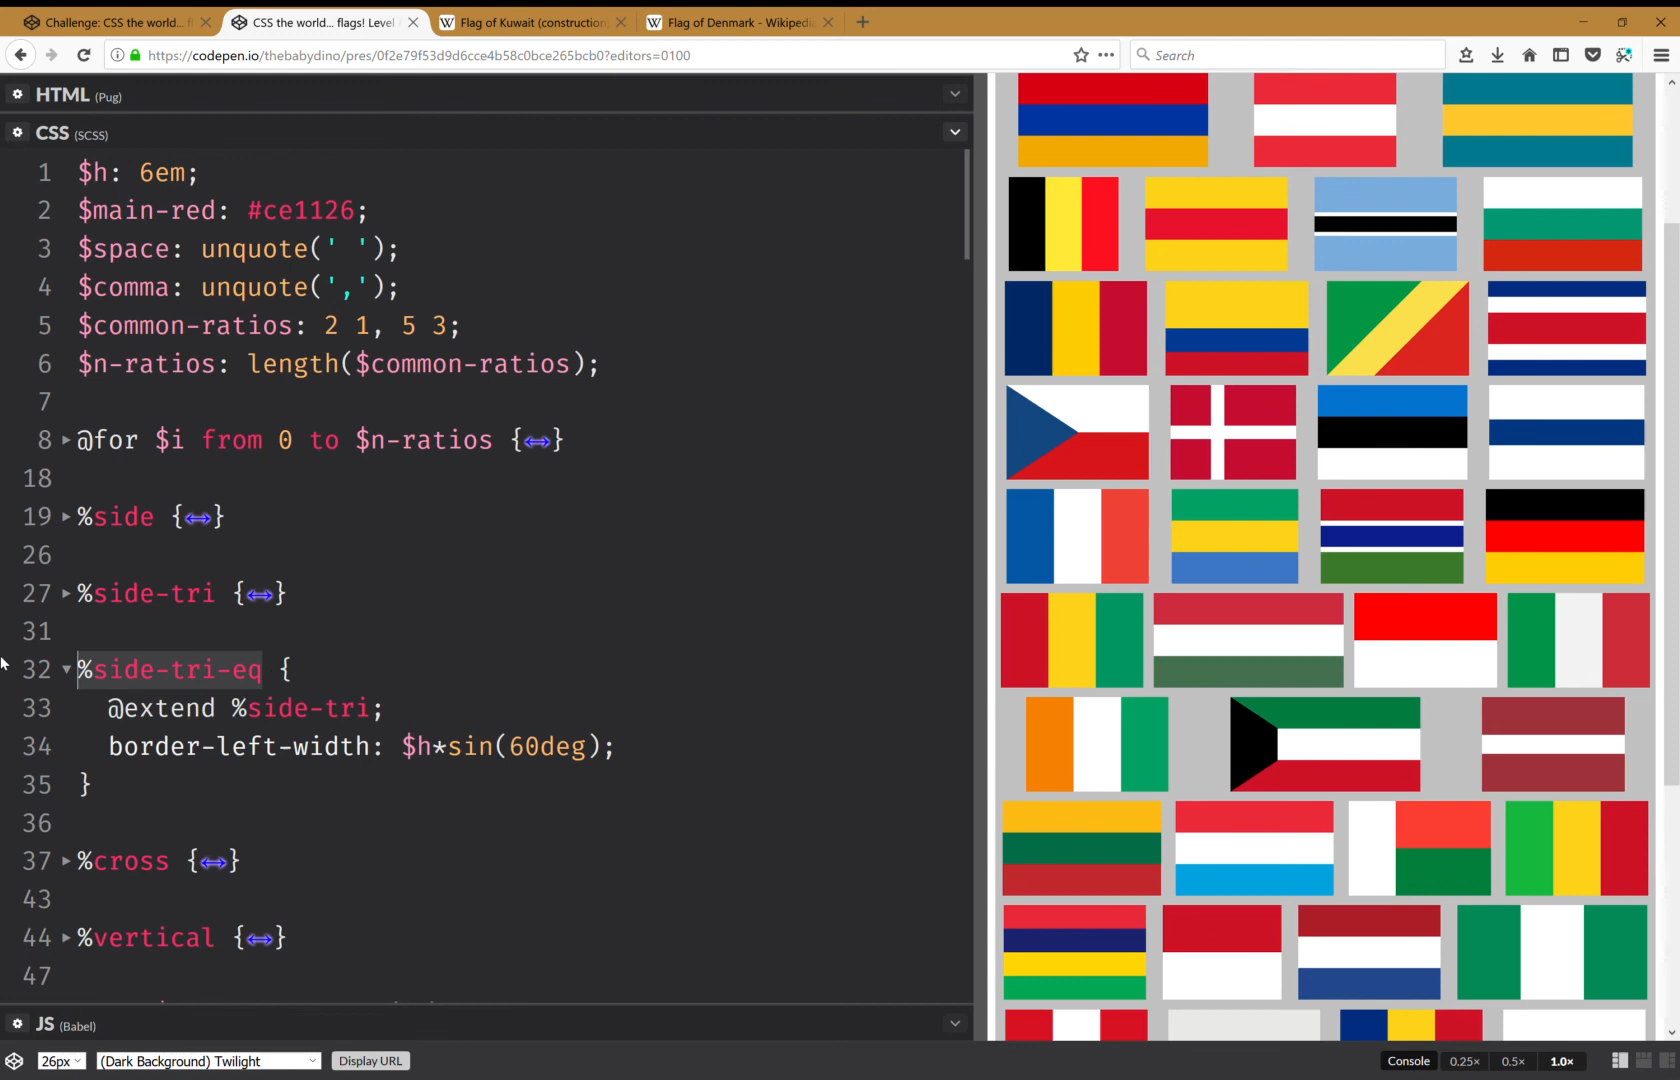 Challenge: CSS the world... fl
CSS the world... flags! Level
Flag of Kuwait (construction)
Flag of Denmark - Wikipedia
https://codepen.io/thebabydino/pres/0f2e79f53d9d6cce4b58c0bce265bcb0?editors=0100
Search
HTML (Pug)
CSS (SCSS)
1 $h: 6em;
2 $main-red: #ce1126;
3 $space: unquote(' ');
4 $comma: unquote(',');
5 $common-ratios: 2 1, 5 3;
6 $n-ratios: length($common-ratios);
7
8 @for $i from 0 to $n-ratios {↔}
18
19 %side {↔}
26
27 %side-tri {↔}
31
32 %side-tri-eq {
33 @extend %side-tri;
34 border-left-width: $h*sin(60deg);
35 }
36
37 %cross {↔}
43
44 %vertical {↔}
47
JS (Babel)
26px
(Dark Background) Twilight
Display URL
Console
0.25×
0.5×
1.0×